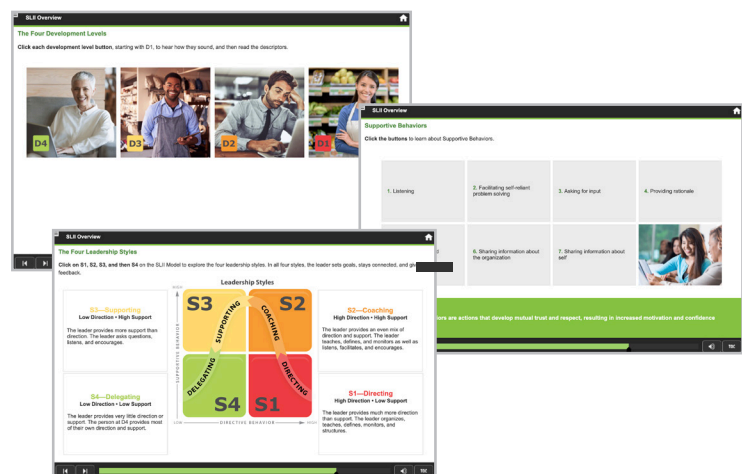 SLII Overview
The Four Development Levels
Click each development level button, starting with D1, to hear how they sound, and then read the descriptors.
D4
D3
D2
D1
SLII Overview
Supportive Behaviors
Click the buttons to learn about Supportive Behaviors.
1. Listening
2. Facilitating self-reliant
problem solving
3. Asking for input
4. Providing rationale
6. Sharing information about
the organization
7. Sharing information about
self
are actions that develop mutual trust and respect, resulting in increased motivation and confidence
SLII Overview
The Four Leadership Styles
Click on S1, S2, S3, and then S4 on the SLII Model to explore the four leadership styles. In all four styles, the leader sets goals, stays connected, and
feedback.
Leadership Styles
S3—Supporting
Low Direction • High Support
The leader provides more support than
direction. The leader asks questions,
listens, and encourages.
S4—Delegating
Low Direction • Low Support
The leader provides very little direction or
support. The person at D4 provides most
of their own direction and support.
HIGH
SUPPORTIVE BEHAVIOR
S3
S2
SUPPORTING
COACHING
DELEGATING
DIRECTING
S4
S1
LOW
DIRECTIVE BEHAVIOR
HIGH
S2—Coaching
High Direction • High Support
The leader provides an even mix of
direction and support. The leader
teaches, defines, and monitors as well as
listens, facilitates, and encourages.
S1—Directing
High Direction • Low Support
The leader provides much more direction
than support. The leader organizes,
teaches, defines, monitors, and
structures.